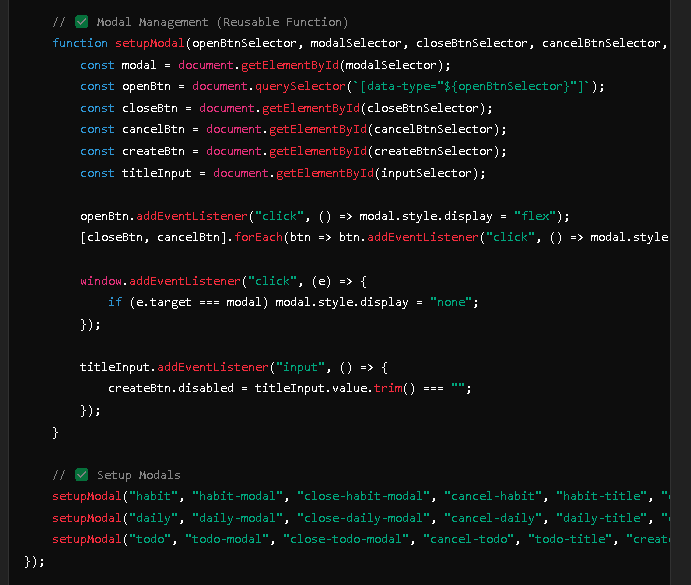 // ✅ Modal Management (Reusable Function)
function setupModal(openBtnSelector, modalSelector, closeBtnSelector, cancelBtnSelector,
const modal = document.getElementById(modalSelector);
const openBtn = document.querySelector(`[data-type="${openBtnSelector}"]`);
const closeBtn = document.getElementById(closeBtnSelector);
const cancelBtn = document.getElementById(cancelBtnSelector);
const createBtn = document.getElementById(createBtnSelector);
const titleInput = document.getElementById(inputSelector);
openBtn.addEventListener("click", () => modal.style.display = "flex");
[closeBtn, cancelBtn].forEach(btn => btn.addEventListener("click", () => modal.style
window.addEventListener("click", (e) => {
if (e.target === modal) modal.style.display = "none";
});
titleInput.addEventListener("input", () => {
createBtn.disabled = titleInput.value.trim() === "";
});
}
// ✅ Setup Modals
setupModal("habit", "habit-modal", "close-habit-modal", "cancel-habit", "habit-title", "
setupModal("daily", "daily-modal", "close-daily-modal", "cancel-daily", "daily-title", "
setupModal("todo", "todo-modal", "close-todo-modal", "cancel-todo", "todo-title", "creat
});